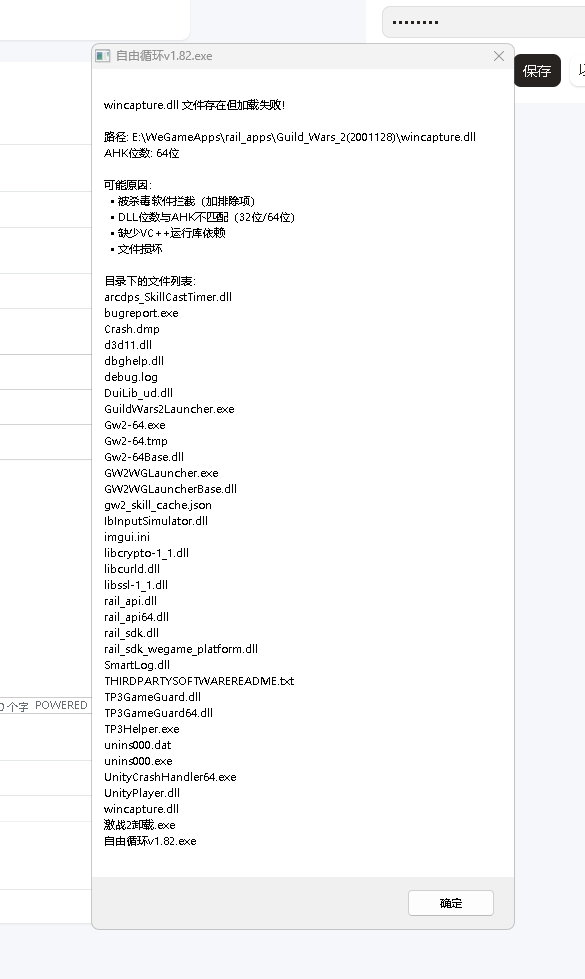 ••••••••
自由循环v1.82.exe
保存
wincapture.dll 文件存在但加载失败!
路径: E:\WeGameApps\rail_apps\Guild_Wars_2(2001128)\wincapture.dll
AHK位数: 64位
可能原因:
• 被杀毒软件拦截（加排除项）
• DLL位数与AHK不匹配（32位/64位）
• 缺少VC++运行库依赖
• 文件损坏
目录下的文件列表:
arcdps_SkillCastTimer.dll
bugreport.exe
Crash.dmp
d3d11.dll
dbghelp.dll
debug.log
DuiLib_ud.dll
GuildWars2Launcher.exe
Gw2-64.exe
Gw2-64.tmp
Gw2-64Base.dll
GW2WGLauncher.exe
GW2WGLauncherBase.dll
gw2_skill_cache.json
IbInputSimulator.dll
imgui.ini
libcrypto-1_1.dll
libcurld.dll
libssl-1_1.dll
rail_api.dll
rail_api64.dll
rail_sdk.dll
rail_sdk_wegame_platform.dll
SmartLog.dll
THIRDPARTYSOFTWAREREADME.txt
TP3GameGuard.dll
0 个字 POWERED
TP3GameGuard64.dll
TP3Helper.exe
unins000.dat
unins000.exe
UnityCrashHandler64.exe
UnityPlayer.dll
wincapture.dll
激战2卸载.exe
自由循环v1.82.exe
确定